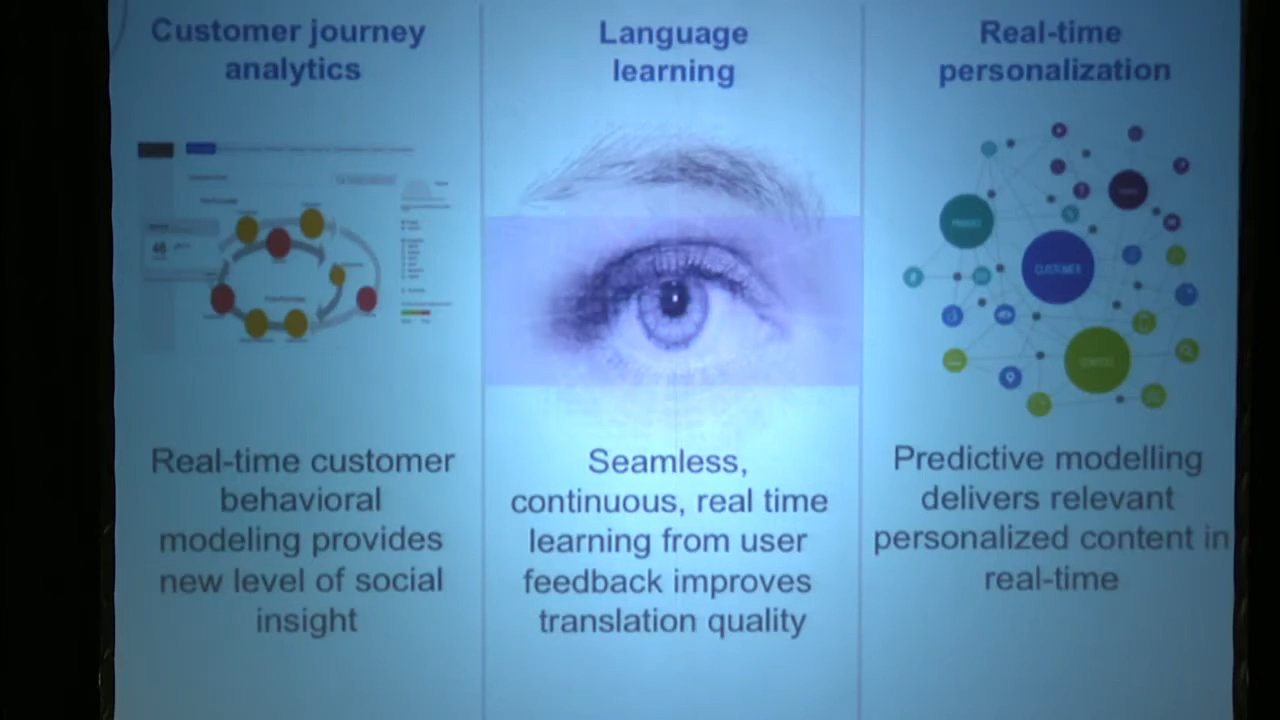 Customer journey
analytics
Real-time customer
behavioral
modeling provides
new level of social
insight
Language
learning
Seamless,
continuous, real time
learning from user
feedback improves
translation quality
Real-time
personalization
CUSTOMER
Predictive modelling
delivers relevant
personalized content in
real-time